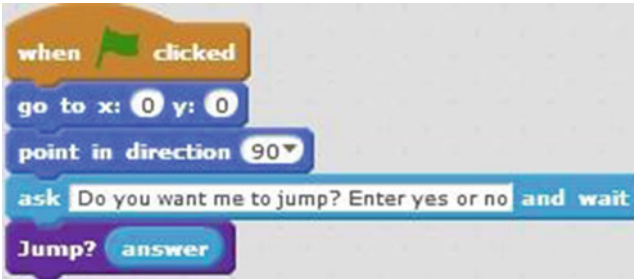 when clicked
go to x: 0 y: 0
point in direction 90
ask Do you want me to jump? Enter yes or no and wait
Jump? answer